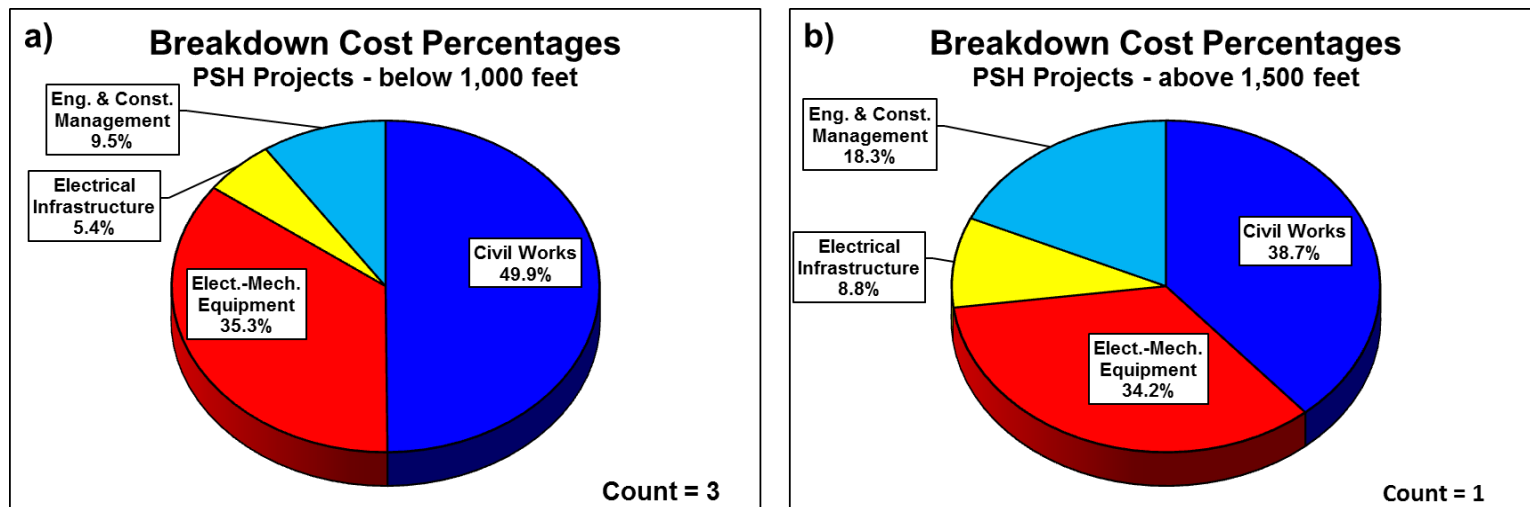 a)
Breakdown Cost Percentages
PSH Projects - below 1,000 feet
Eng. & Const.
Management
9.5%
Electrical
Infrastructure
5.4%
Civil Works
49.9%
Elect.-Mech.
Equipment
35.3%
Count = 3
b)
Breakdown Cost Percentages
PSH Projects - above 1,500 feet
Eng. & Const.
Management
18.3%
Civil Works
38.7%
Electrical
Infrastructure
8.8%
Elect.-Mech.
Equipment
34.2%
Count = 1